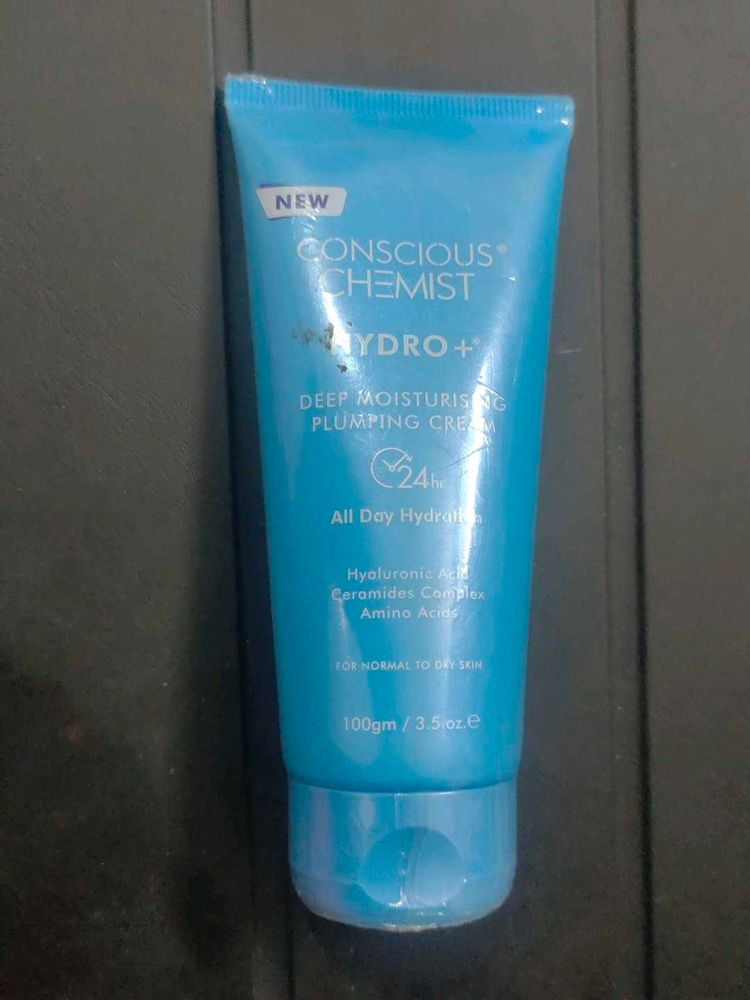 NEW
CONSCIOUS®
CHEMIST
HYDRO+®
DEEP MOISTURISING
PLUMPING CREAM
24hr
All Day Hydration
Hyaluronic Acid
Ceramides Complex
Amino Acids
FOR NORMAL TO DRY SKIN
100gm / 3.5.oz.℮